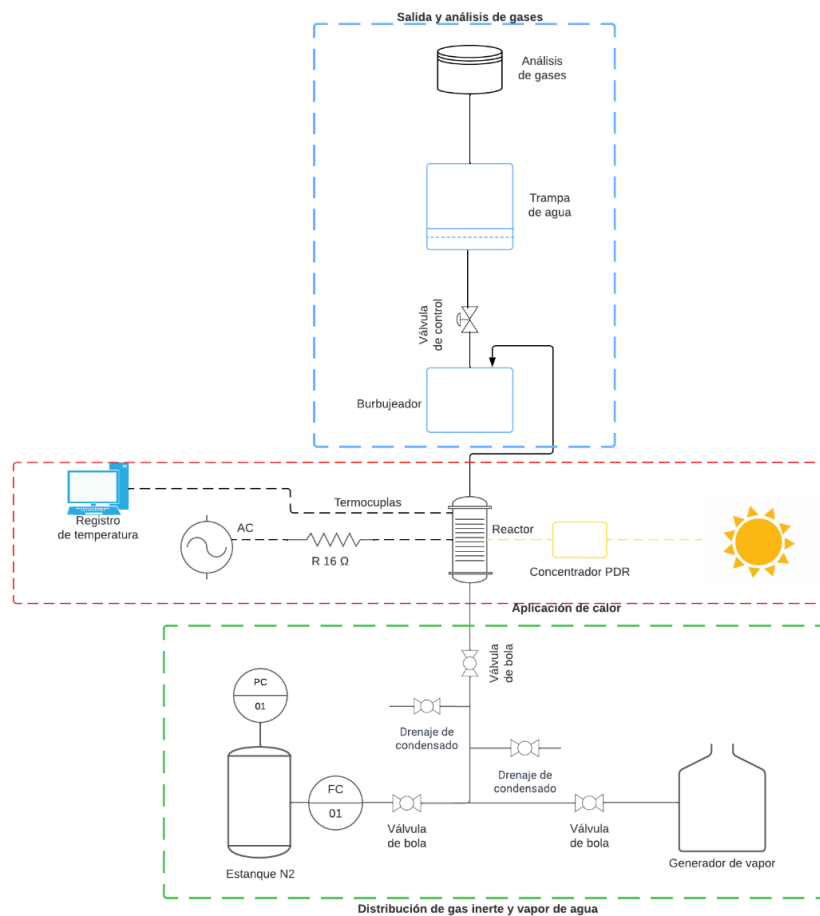 Salida y análisis de gases
Análisis
de gases
Trampa
de agua
Válvula
de control
Burbujeador
Registro
de temperatura
Termocuplas
AC
R 16 Ω
Reactor
Concentrador PDR
Aplicación de calor
Válvula
de bola
PC
01
Drenaje de
condensado
Drenaje de
condensado
FC
01
Válvula
de bola
Válvula
de bola
Estanque N2
Generador de vapor
Distribución de gas inerte y vapor de agua